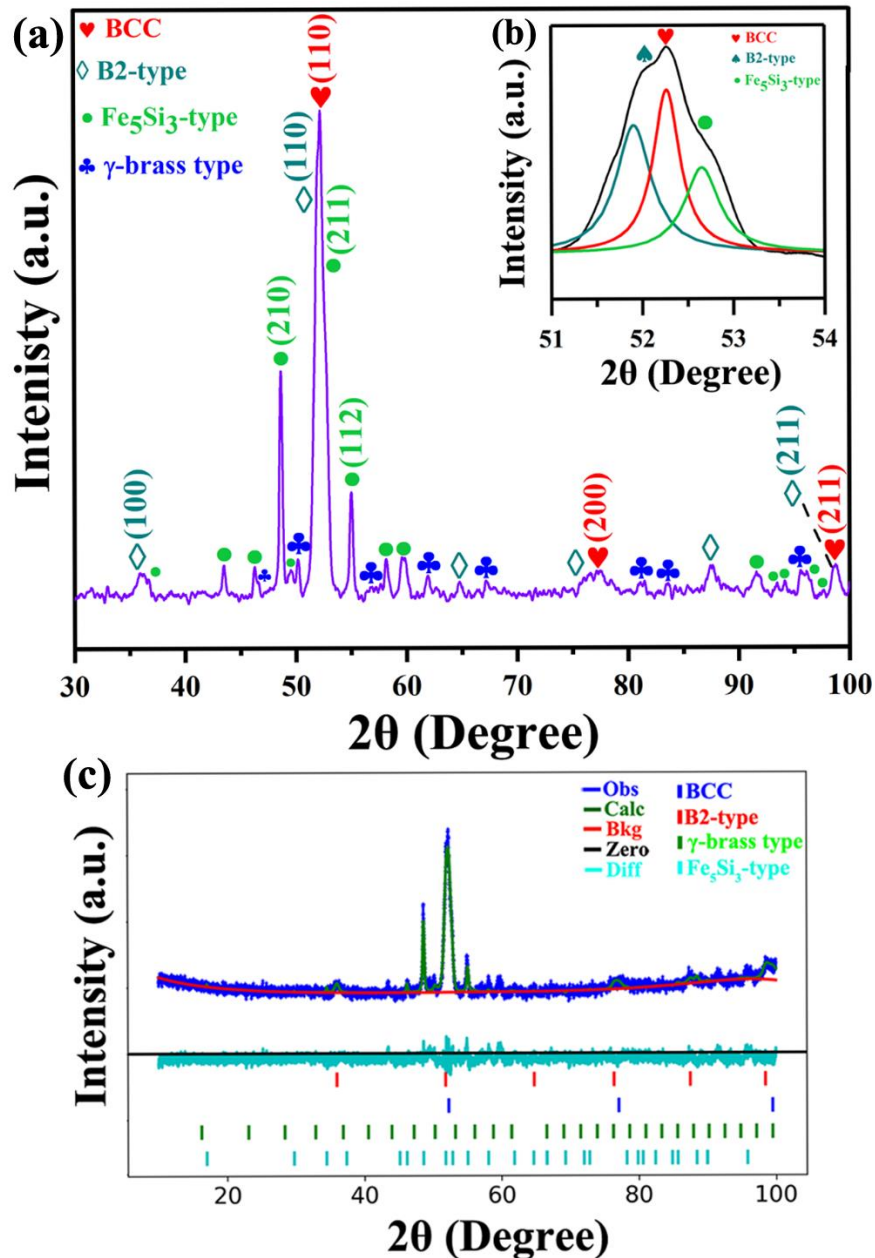 (a)
BCC
B2-type
Fe5Si3-type
γ-brass type
(100)
(210)
(110)
(110)
(211)
(112)
(200)
(211)
(211)
Intenisty (a.u.)
30 40 50 60 70 80 90 100
2θ (Degree)
(b)
BCC
B2-type
Fe5Si3-type
Intensity (a.u.)
51 52 53 54
2θ (Degree)
(c)
Obs
Calc
Bkg
Zero
Diff
BCC
B2-type
γ-brass type
Fe5Si3-type
Intensity (a.u.)
20 40 60 80 100
2θ (Degree)